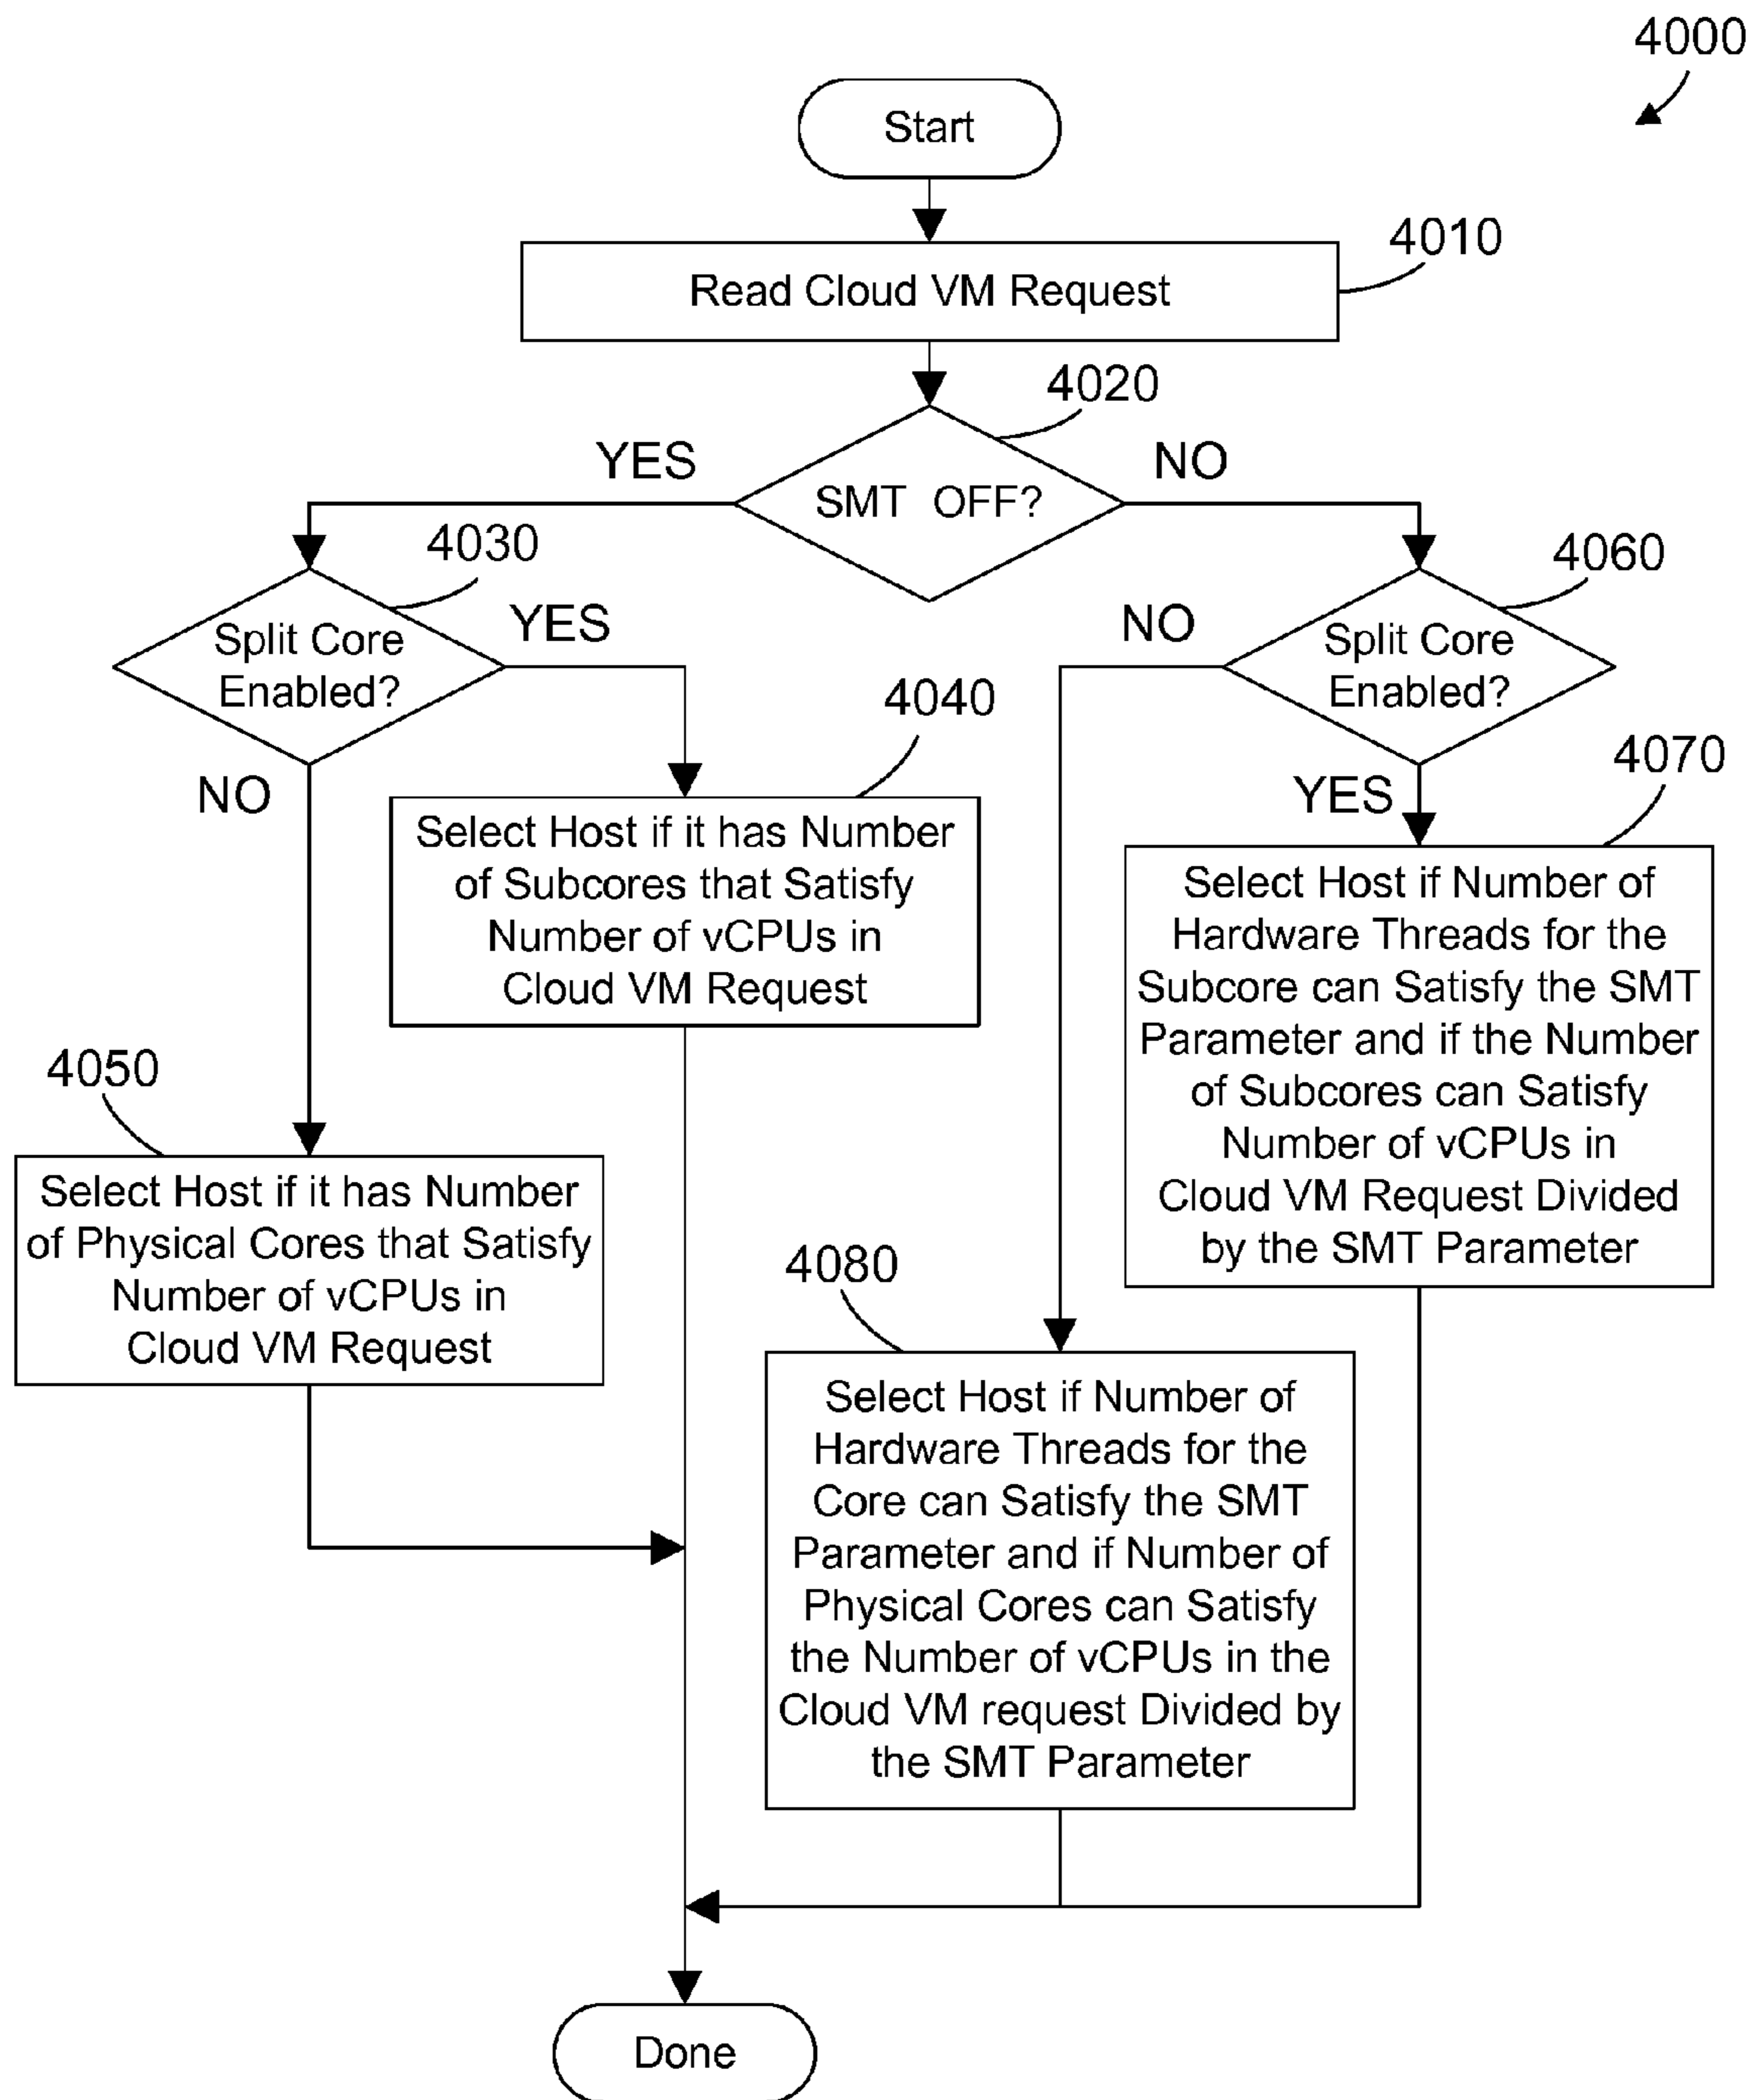 4000
Start
4010
Read Cloud VM Request
4020
YES
NO
SMT OFF?
4030
4060
YES
NO
Split Core
Enabled?
Split Core
Enabled?
4040
4070
NO
YES
Select Host if it has Number
of Subcores that Satisfy
Number of vCPUs in
Cloud VM Request
Select Host if Number of
Hardware Threads for the
Subcore can Satisfy the SMT
Parameter and if the Number
of Subcores can Satisfy
Number of vCPUs in
Cloud VM Request Divided
by the SMT Parameter
4050
Select Host if it has Number
of Physical Cores that Satisfy
Number of vCPUs in
Cloud VM Request
4080
Select Host if Number of
Hardware Threads for the
Core can Satisfy the SMT
Parameter and if Number of
Physical Cores can Satisfy
the Number of vCPUs in the
Cloud VM request Divided by
the SMT Parameter
Done